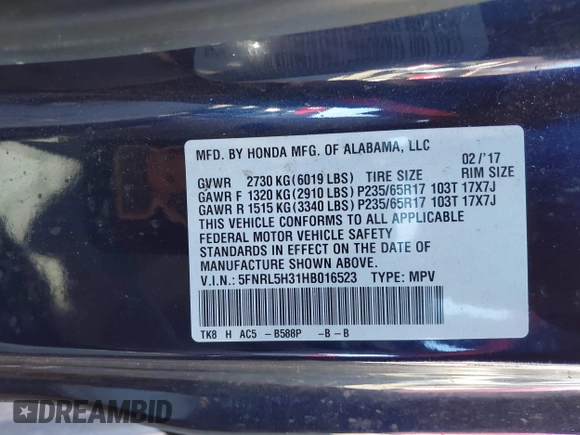 MFD. BY HONDA MFG. OF ALABAMA, LLC 02/'17
GVWR 2730 KG(6019 LBS) TIRE SIZE RIM SIZE
GAWR F 1320 KG(2910 LBS) P235/65R17 103T 17X7J
GAWR R 1515 KG(3340 LBS) P235/65R17 103T 17X7J
THIS VEHICLE CONFORMS TO ALL APPLICABLE
FEDERAL MOTOR VEHICLE SAFETY
STANDARDS IN EFFECT ON THE DATE OF
MANUFACTURE SHOWN ABOVE.
V.I.N.: 5FNRL5H31HB016523 TYPE: MPV
TK8 H AC5 -B588P -B-B
DREAMBID